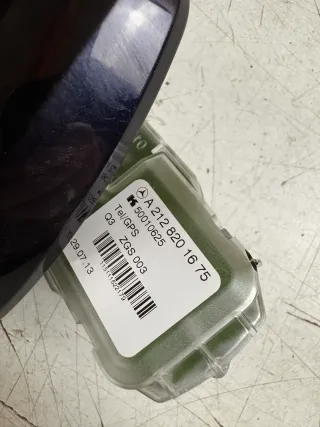 A 212 820 16 75
K 50010625
Tel/GPS
Q3 ZGS 003
29.07.13